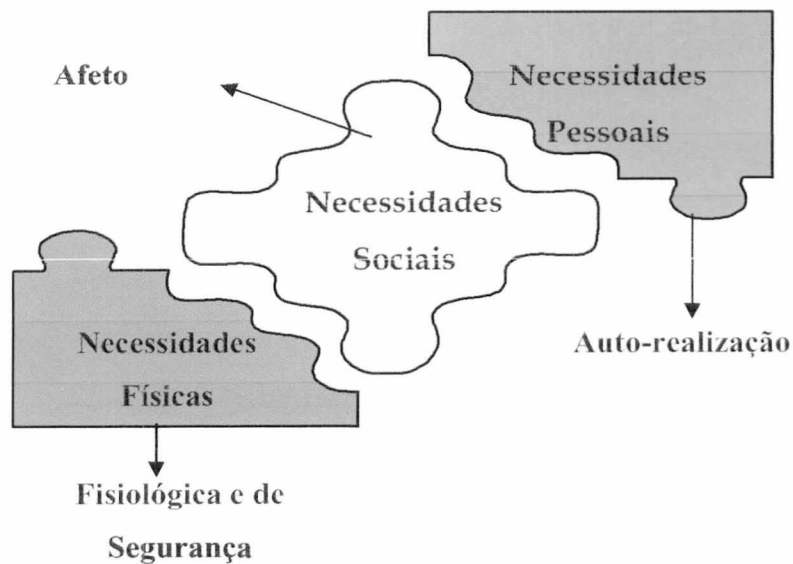 Afeto
Necessidades
Pessoais
Necessidades
Sociais
Auto-realização
Necessidades
Físicas
Fisiológica e de
Segurança